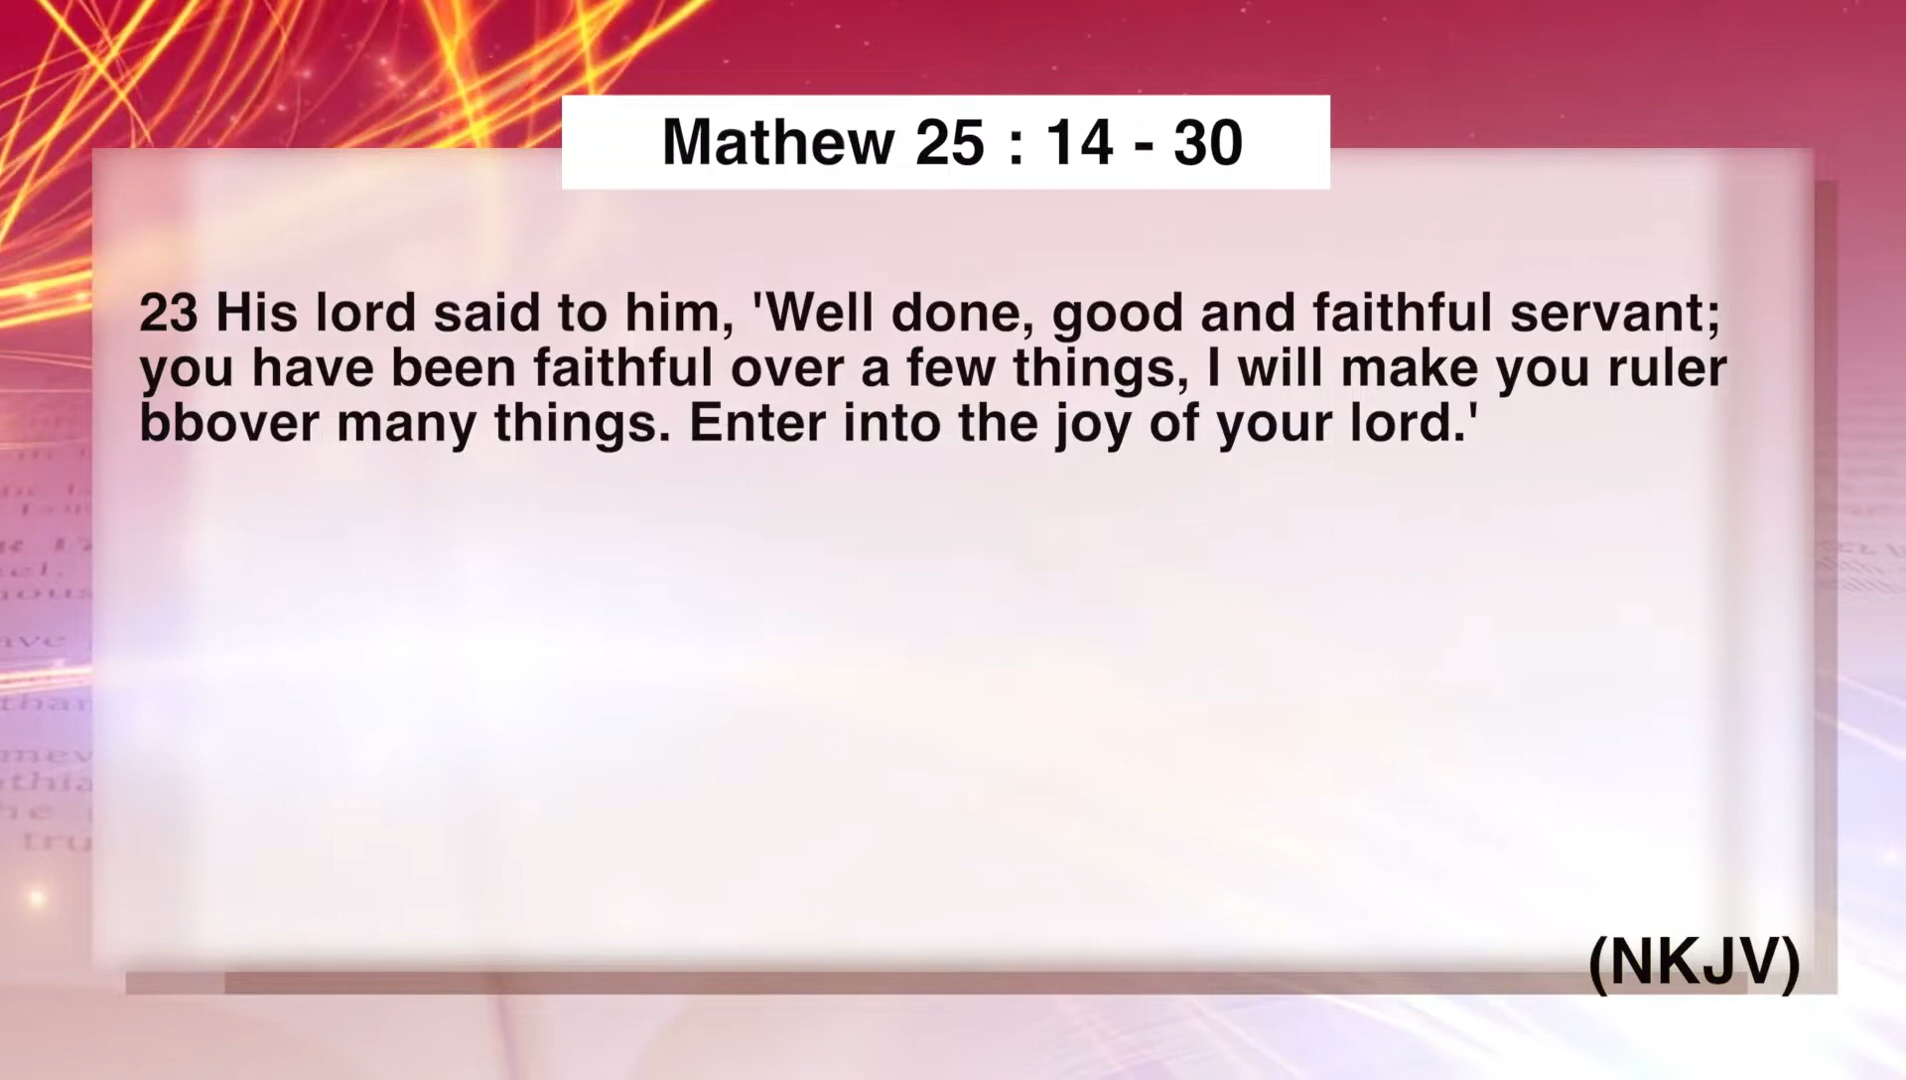 Mathew 25 : 14 - 30
23 His lord said to him, 'Well done, good and faithful servant;
you have been faithful over a few things, I will make you ruler
bbover many things. Enter into the joy of your lord.'
(NKJV)